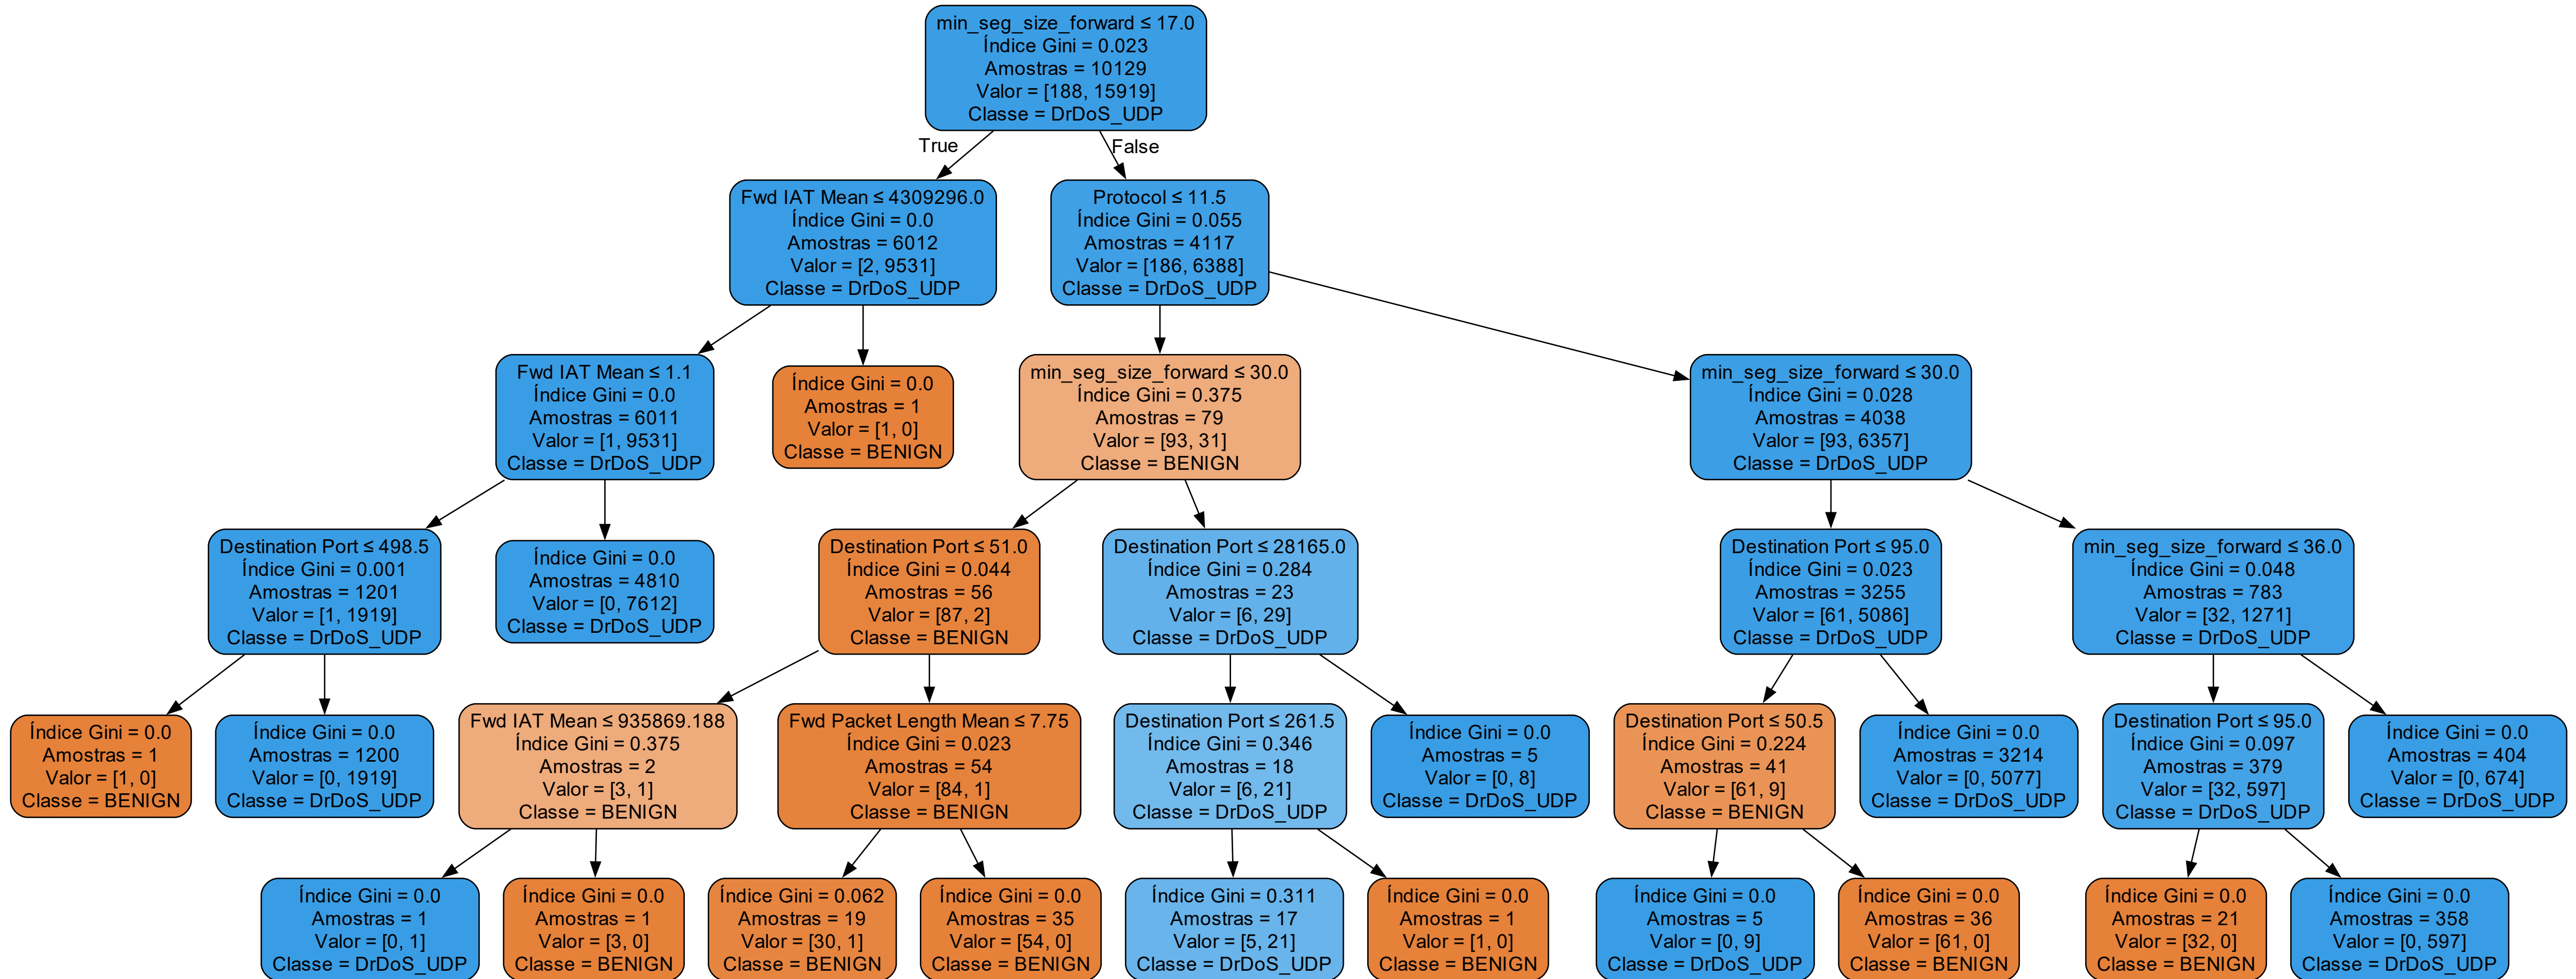 min_seg_size_forward ≤ 17.0
Índice Gini = 0.023
Amostras = 10129
Valor = [188, 15919]
Classe = DrDoS_UDP
True
False
Fwd IAT Mean ≤ 4309296.0
Índice Gini = 0.0
Amostras = 6012
Valor = [2, 9531]
Classe = DrDoS_UDP
Protocol ≤ 11.5
Índice Gini = 0.055
Amostras = 4117
Valor = [186, 6388]
Classe = DrDoS_UDP
Fwd IAT Mean ≤ 1.1
Índice Gini = 0.0
Amostras = 6011
Valor = [1, 9531]
Classe = DrDoS_UDP
Índice Gini = 0.0
Amostras = 1
Valor = [1, 0]
Classe = BENIGN
min_seg_size_forward ≤ 30.0
Índice Gini = 0.375
Amostras = 79
Valor = [93, 31]
Classe = BENIGN
min_seg_size_forward ≤ 30.0
Índice Gini = 0.028
Amostras = 4038
Valor = [93, 6357]
Classe = DrDoS_UDP
Destination Port ≤ 498.5
Índice Gini = 0.001
Amostras = 1201
Valor = [1, 1919]
Classe = DrDoS_UDP
Índice Gini = 0.0
Amostras = 4810
Valor = [0, 7612]
Classe = DrDoS_UDP
Destination Port ≤ 51.0
Índice Gini = 0.044
Amostras = 56
Valor = [87, 2]
Classe = BENIGN
Destination Port ≤ 28165.0
Índice Gini = 0.284
Amostras = 23
Valor = [6, 29]
Classe = DrDoS_UDP
Destination Port ≤ 95.0
Índice Gini = 0.023
Amostras = 3255
Valor = [61, 5086]
Classe = DrDoS_UDP
min_seg_size_forward ≤ 36.0
Índice Gini = 0.048
Amostras = 783
Valor = [32, 1271]
Classe = DrDoS_UDP
Índice Gini = 0.0
Amostras = 1
Valor = [1, 0]
Classe = BENIGN
Índice Gini = 0.0
Amostras = 1200
Valor = [0, 1919]
Classe = DrDoS_UDP
Fwd IAT Mean ≤ 935869.188
Índice Gini = 0.375
Amostras = 2
Valor = [3, 1]
Classe = BENIGN
Fwd Packet Length Mean ≤ 7.75
Índice Gini = 0.023
Amostras = 54
Valor = [84, 1]
Classe = BENIGN
Destination Port ≤ 261.5
Índice Gini = 0.346
Amostras = 18
Valor = [6, 21]
Classe = DrDoS_UDP
Índice Gini = 0.0
Amostras = 5
Valor = [0, 8]
Classe = DrDoS_UDP
Destination Port ≤ 50.5
Índice Gini = 0.224
Amostras = 41
Valor = [61, 9]
Classe = BENIGN
Índice Gini = 0.0
Amostras = 3214
Valor = [0, 5077]
Classe = DrDoS_UDP
Destination Port ≤ 95.0
Índice Gini = 0.097
Amostras = 379
Valor = [32, 597]
Classe = DrDoS_UDP
Índice Gini = 0.0
Amostras = 404
Valor = [0, 674]
Classe = DrDoS_UDP
Índice Gini = 0.0
Amostras = 1
Valor = [0, 1]
Classe = DrDoS_UDP
Índice Gini = 0.0
Amostras = 1
Valor = [3, 0]
Classe = BENIGN
Índice Gini = 0.062
Amostras = 19
Valor = [30, 1]
Classe = BENIGN
Índice Gini = 0.0
Amostras = 35
Valor = [54, 0]
Classe = BENIGN
Índice Gini = 0.311
Amostras = 17
Valor = [5, 21]
Classe = DrDoS_UDP
Índice Gini = 0.0
Amostras = 1
Valor = [1, 0]
Classe = BENIGN
Índice Gini = 0.0
Amostras = 5
Valor = [0, 9]
Classe = DrDoS_UDP
Índice Gini = 0.0
Amostras = 36
Valor = [61, 0]
Classe = BENIGN
Índice Gini = 0.0
Amostras = 21
Valor = [32, 0]
Classe = BENIGN
Índice Gini = 0.0
Amostras = 358
Valor = [0, 597]
Classe = DrDoS_UDP